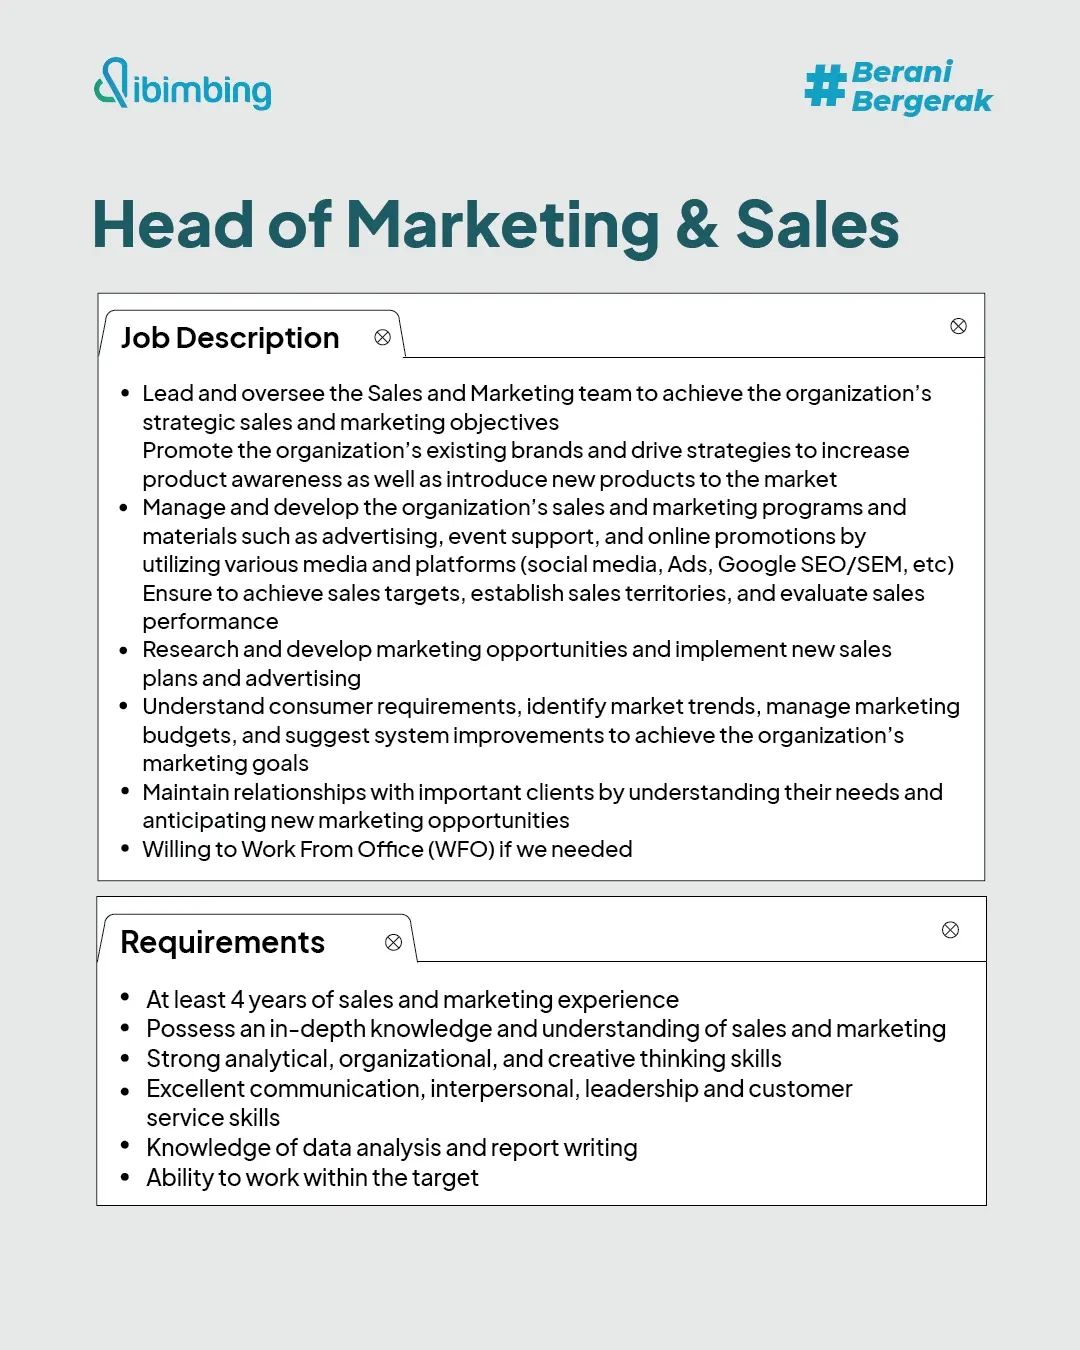 dibimbing
#Berani
Bergerak
Head of Marketing & Sales
Job Description
• Lead and oversee the Sales and Marketing team to achieve the organization’s
strategic sales and marketing objectives
Promote the organization’s existing brands and drive strategies to increase
product awareness as well as introduce new products to the market
• Manage and develop the organization’s sales and marketing programs and
materials such as advertising, event support, and online promotions by
utilizing various media and platforms (social media, Ads, Google SEO/SEM, etc)
Ensure to achieve sales targets, establish sales territories, and evaluate sales
performance
• Research and develop marketing opportunities and implement new sales
plans and advertising
• Understand consumer requirements, identify market trends, manage marketing
budgets, and suggest system improvements to achieve the organization’s
marketing goals
• Maintain relationships with important clients by understanding their needs and
anticipating new marketing opportunities
• Willing to Work From Office (WFO) if we needed
Requirements
• At least 4 years of sales and marketing experience
• Possess an in-depth knowledge and understanding of sales and marketing
• Strong analytical, organizational, and creative thinking skills
• Excellent communication, interpersonal, leadership and customer
service skills
• Knowledge of data analysis and report writing
• Ability to work within the target